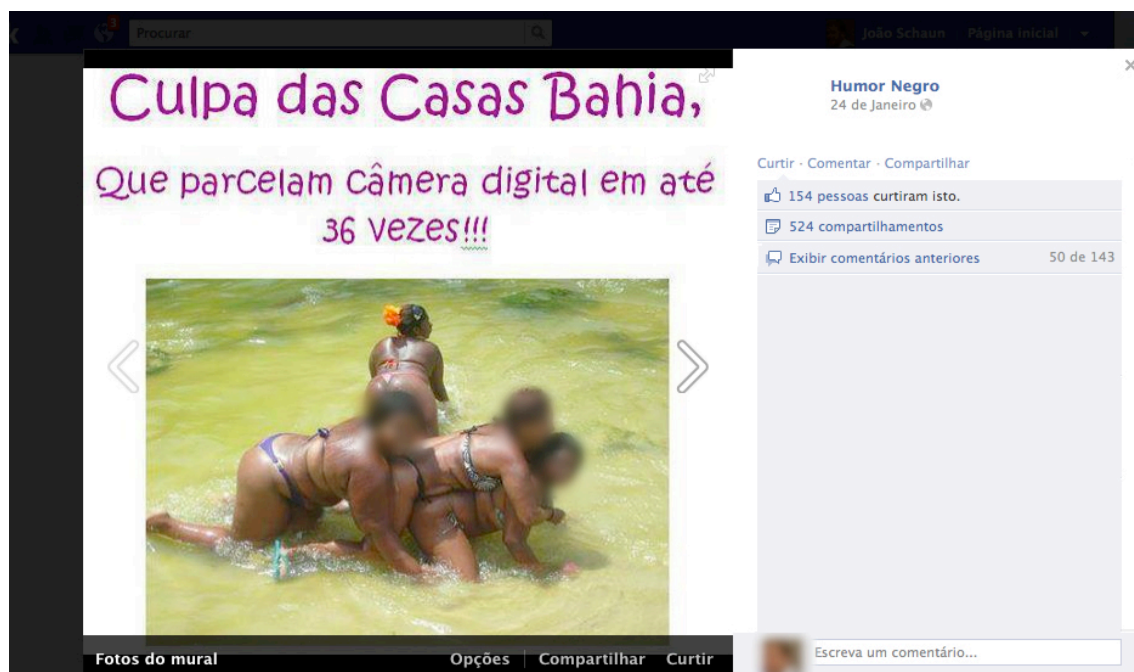 3
Procurar
João Schaun Página inicial
Culpa das Casas Bahia,
Que parcelam câmera digital em até
36 vezes!!!
Humor Negro
24 de Janeiro
Curtir · Comentar · Compartilhar
154 pessoas curtiram isto.
524 compartilhamentos
Exibir comentários anteriores 50 de 143
Fotos do mural Opções Compartilhar Curtir
Escreva um comentário...